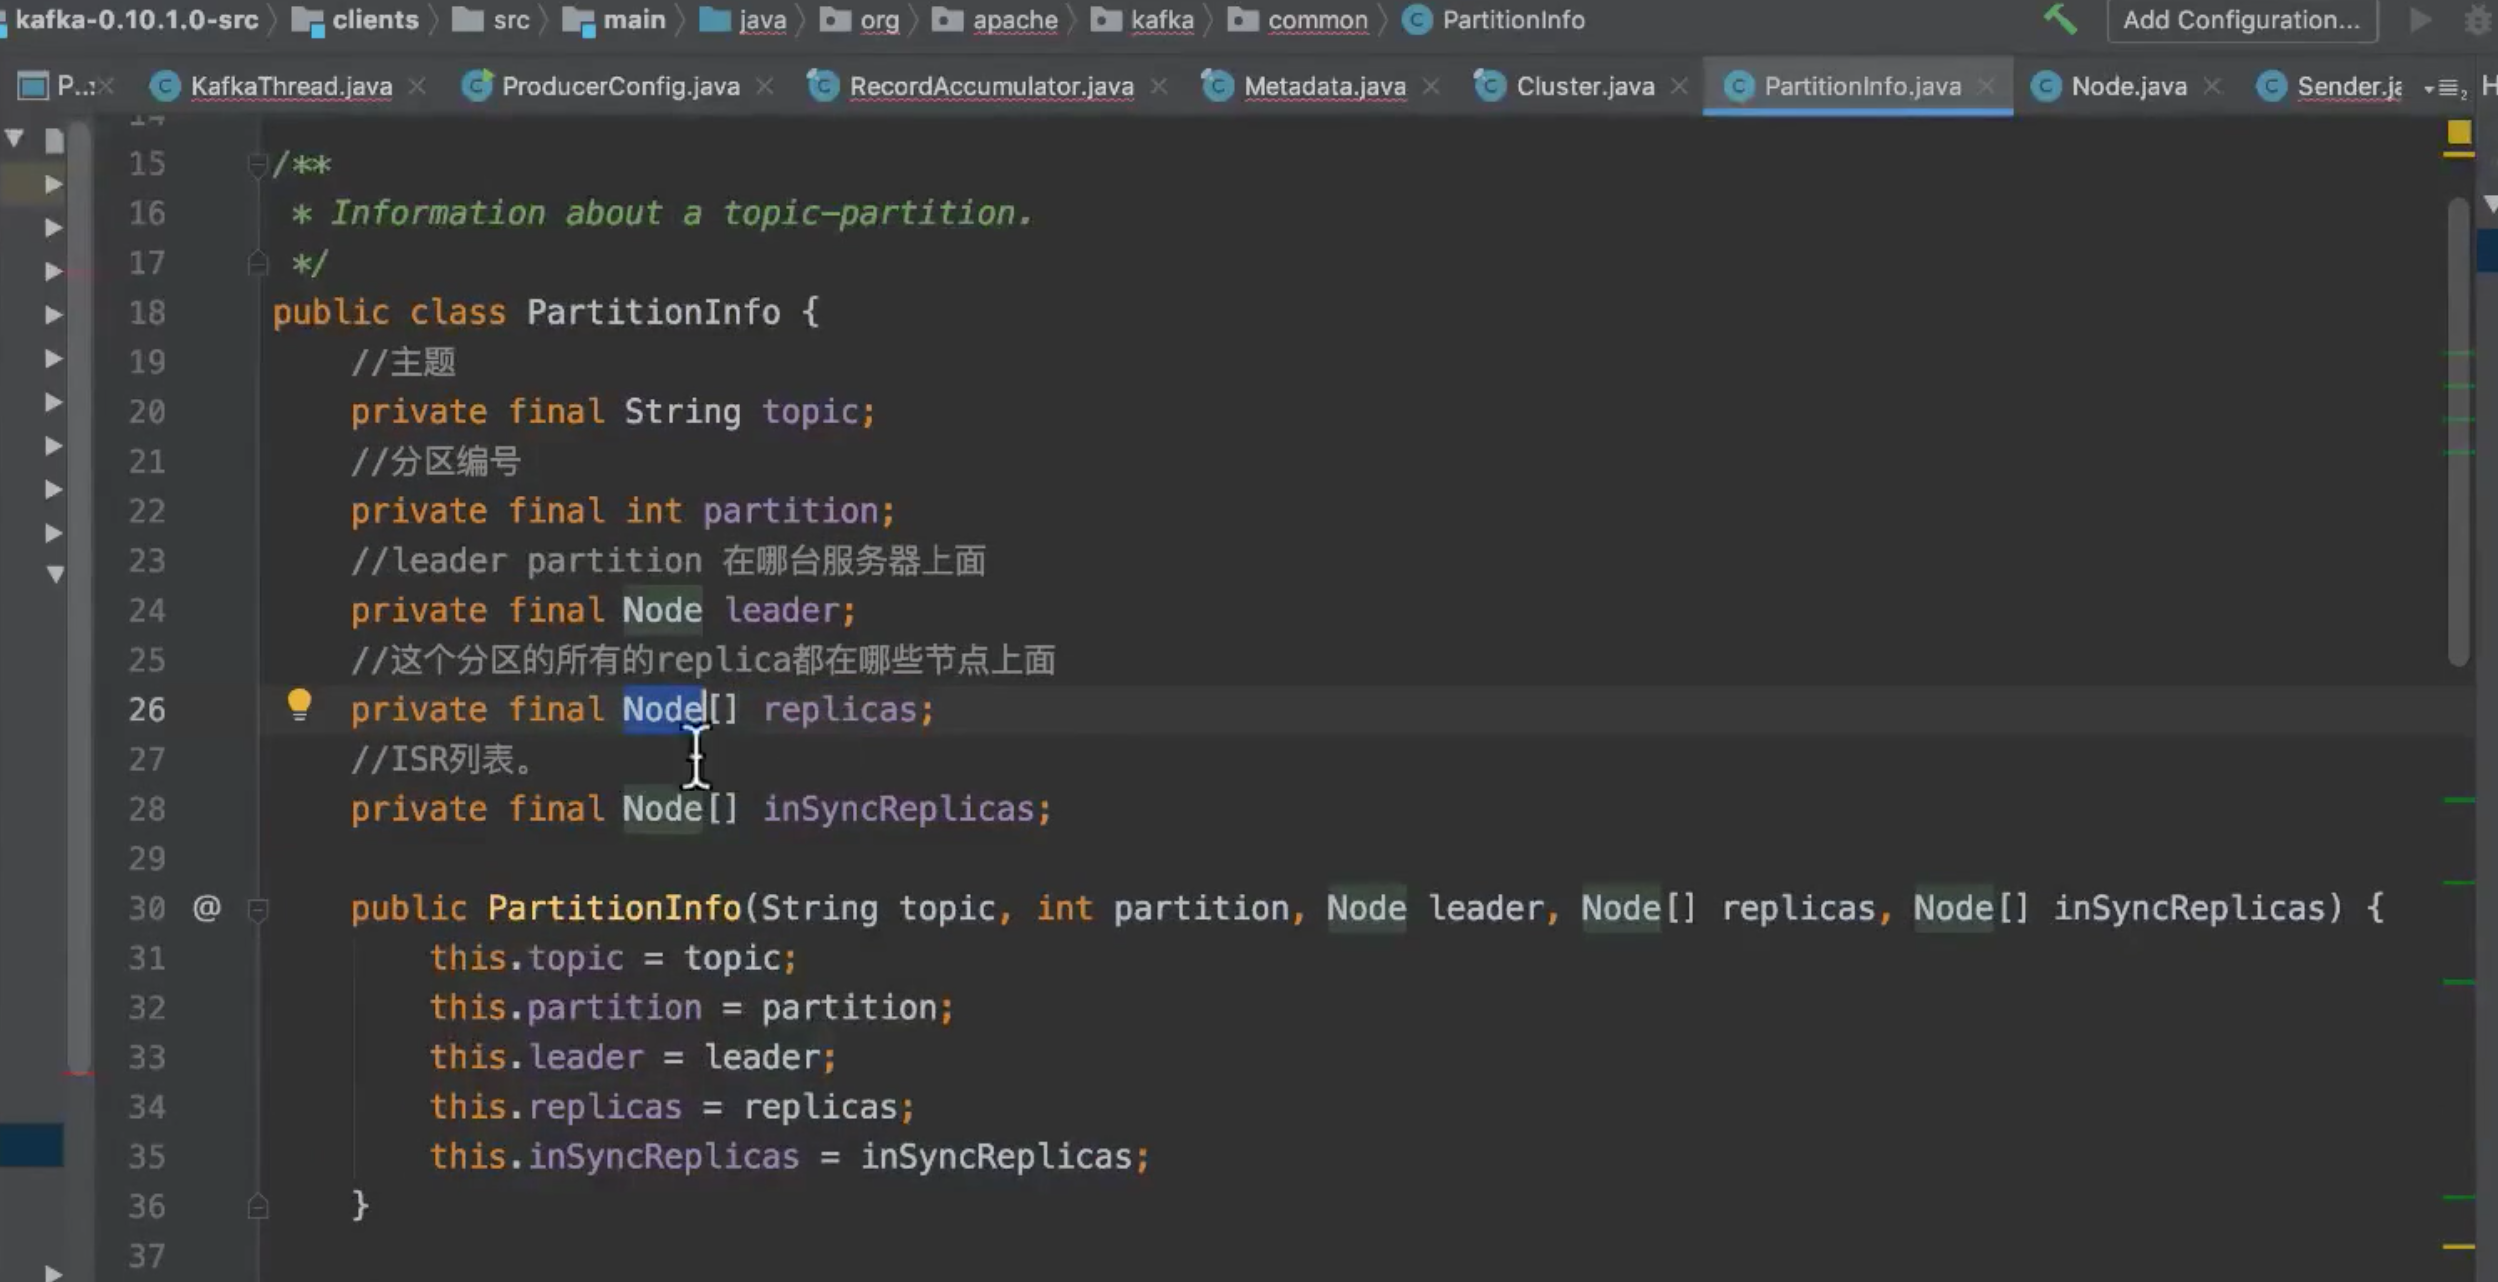 kafka-0.10.1.0-src clients src main java org apache kafka common PartitionInfo Add Configuration...
P..: KafkaThread.java ProducerConfig.java RecordAccumulator.java Metadata.java Cluster.java PartitionInfo.java Node.java Sender.ja
14
15 /**
16 * Information about a topic-partition.
17 */
18 public class PartitionInfo {
19 //主题
20 private final String topic;
21 //分区编号
22 private final int partition;
23 //leader partition 在哪台服务器上面
24 private final Node leader;
25 //这个分区的所有的replica都在哪些节点上面
26 private final Node[] replicas;
27 //ISR列表。
28 private final Node[] inSyncReplicas;
29
30 @ public PartitionInfo(String topic, int partition, Node leader, Node[] replicas, Node[] inSyncReplicas) {
31 this.topic = topic;
32 this.partition = partition;
33 this.leader = leader;
34 this.replicas = replicas;
35 this.inSyncReplicas = inSyncReplicas;
36 }
37